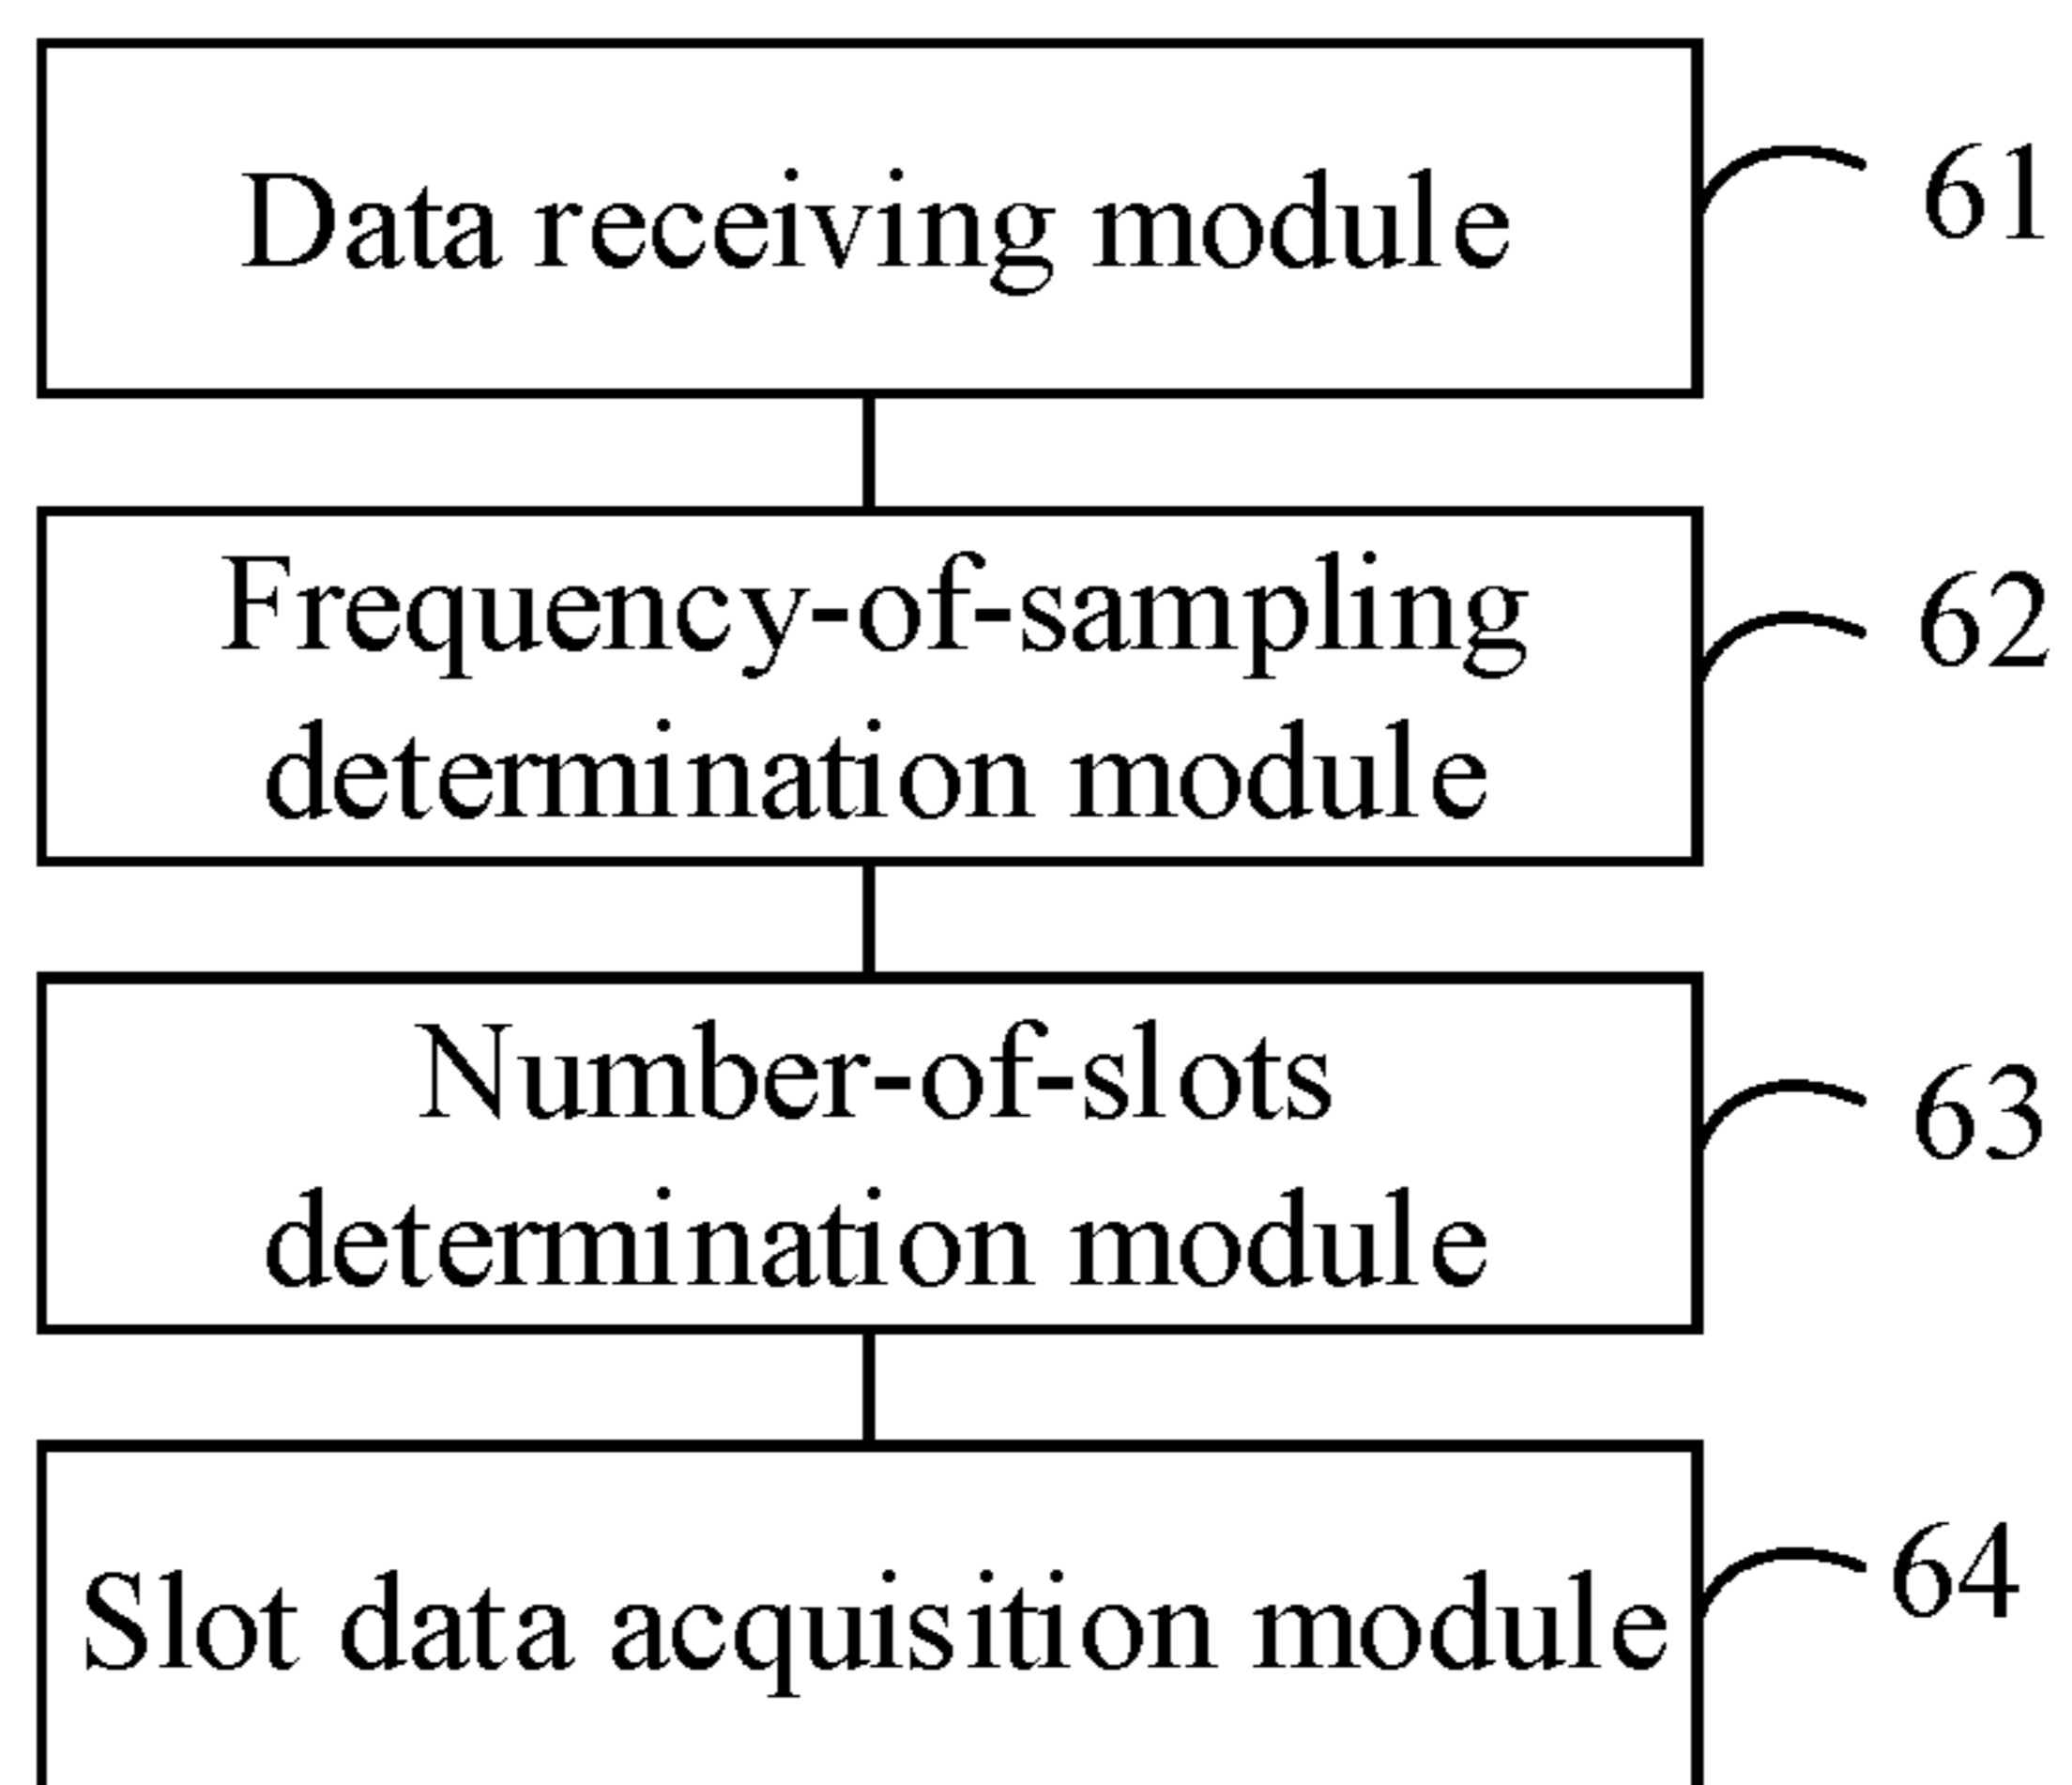 Data receiving module
61
Frequency-of-sampling
determination module
62
Number-of-slots
determination module
63
Slot data acquisition module
64